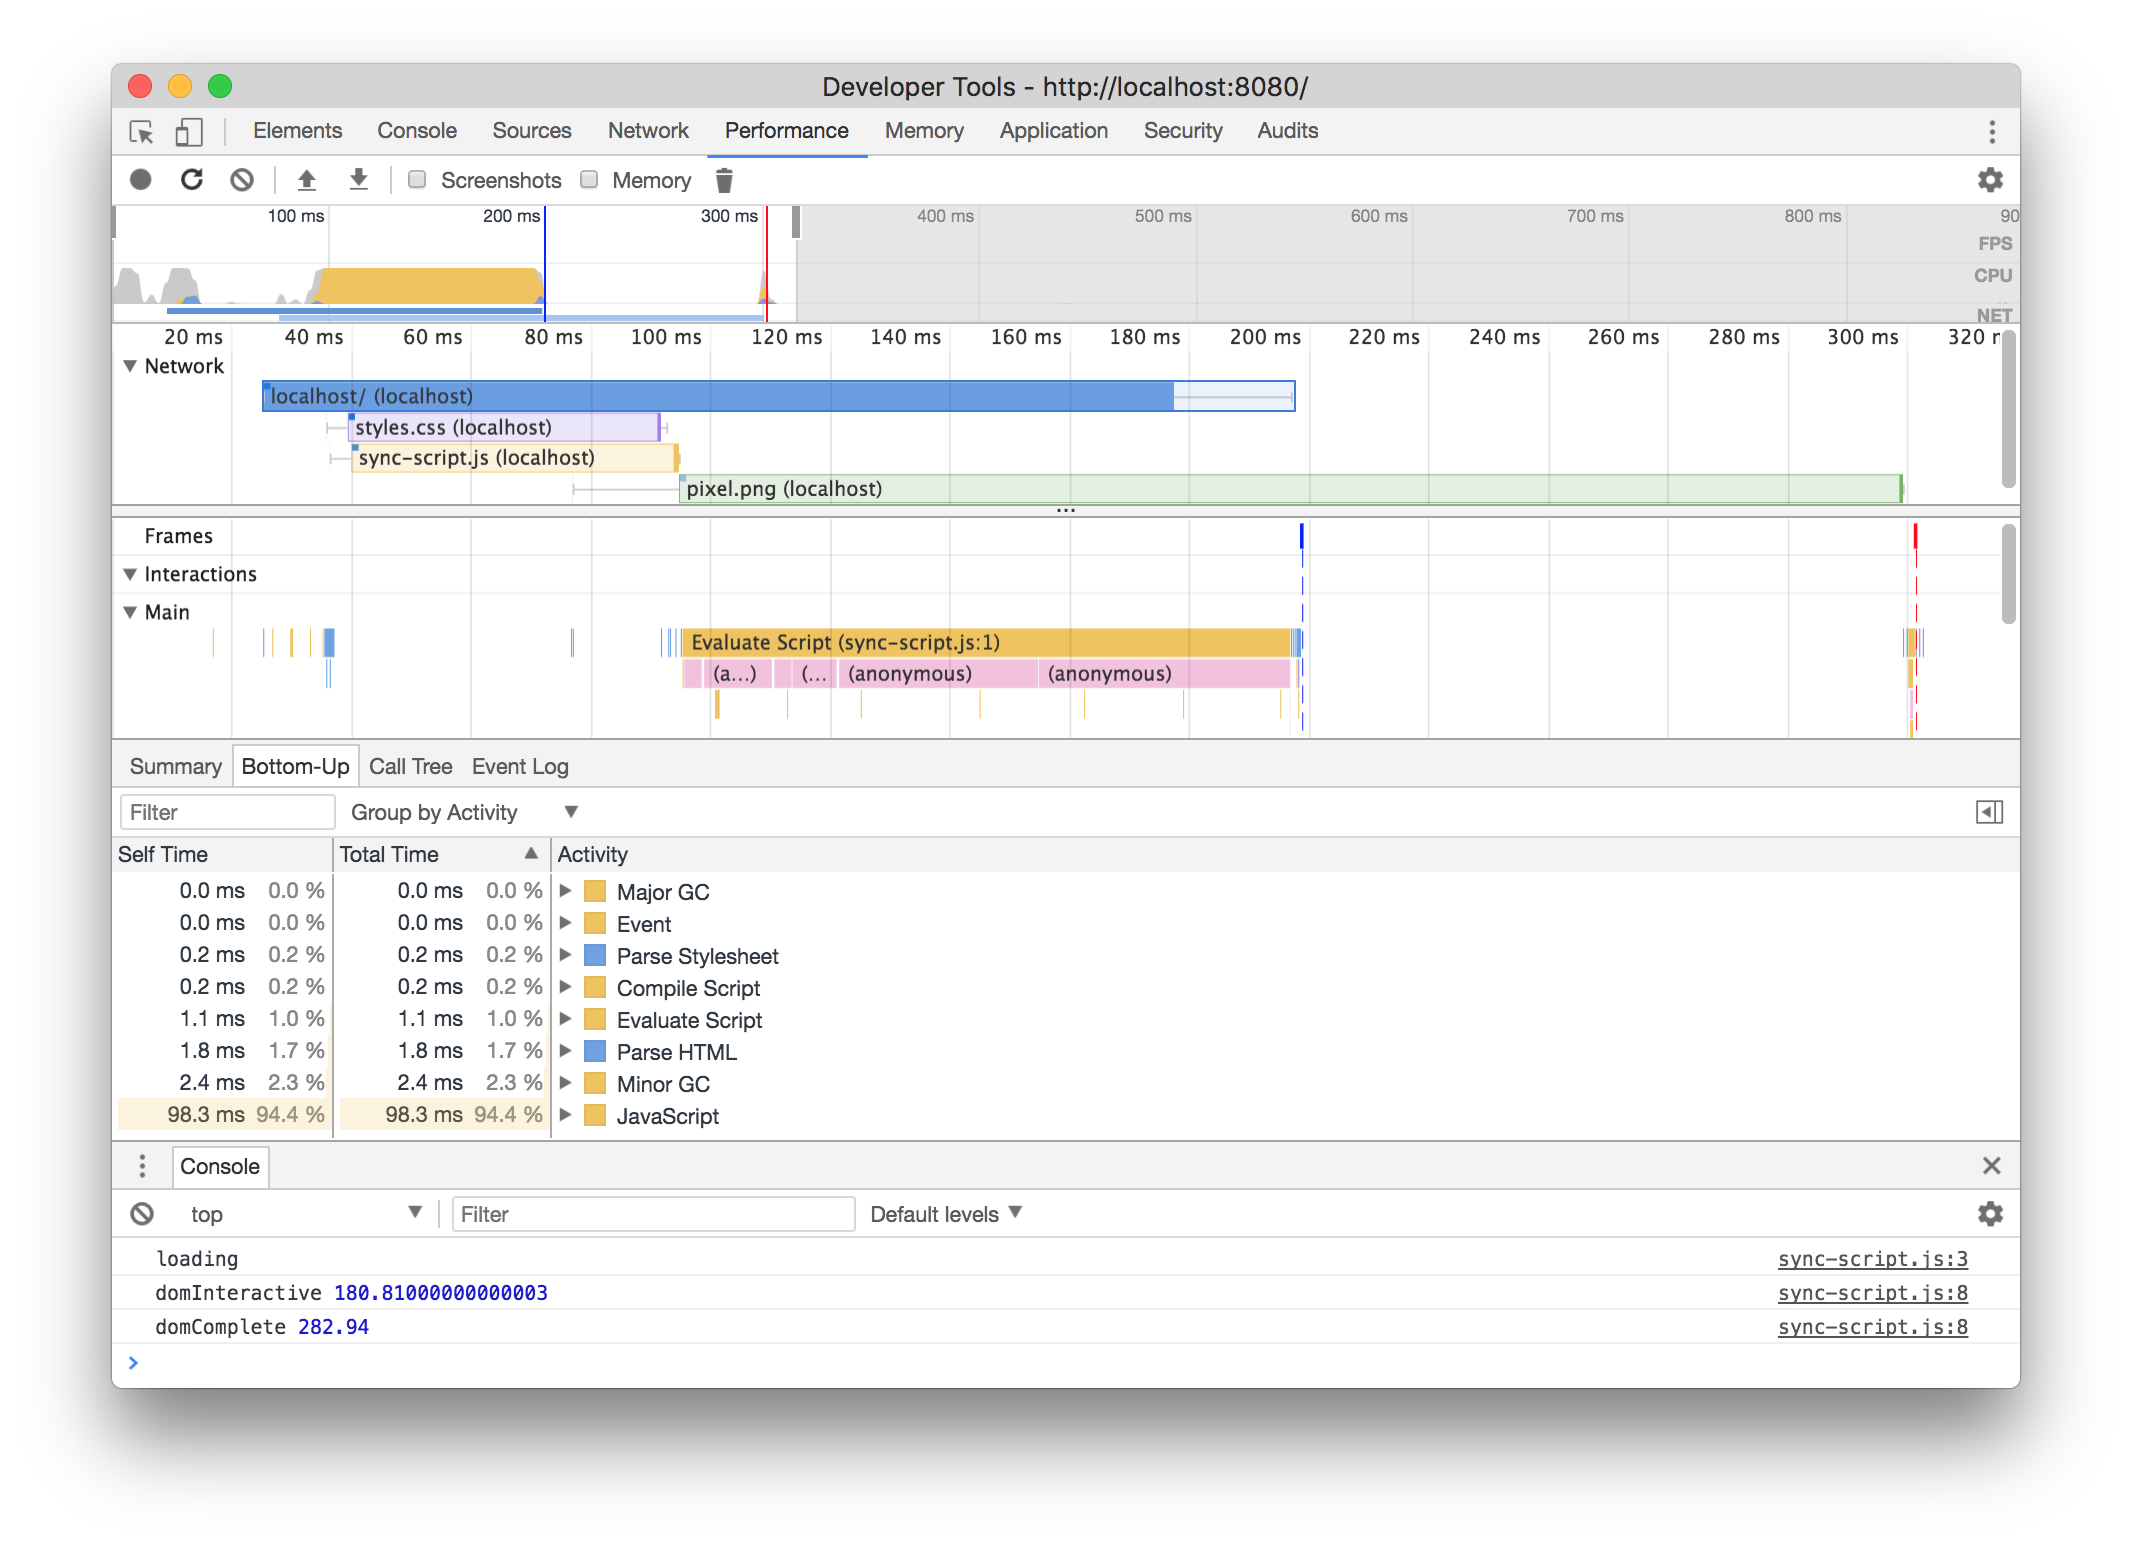 Developer Tools - http://localhost:8080/
Elements Console Sources Network Performance Memory Application Security Audits
Screenshots Memory
100 ms 200 ms 300 ms 400 ms 500 ms 600 ms 700 ms 800 ms 90
FPS
CPU
NET
20 ms 40 ms 60 ms 80 ms 100 ms 120 ms 140 ms 160 ms 180 ms 200 ms 220 ms 240 ms 260 ms 280 ms 300 ms 320 m
Network
localhost/ (localhost)
styles.css (localhost)
sync-script.js (localhost)
pixel.png (localhost)
...
Frames
Interactions
Main
Evaluate Script (sync-script.js:1)
(a...) (... (anonymous) (anonymous)
Summary Bottom-Up Call Tree Event Log
Filter Group by Activity
Self Time Total Time Activity
0.0 ms 0.0 % 0.0 ms 0.0 % Major GC
0.0 ms 0.0 % 0.0 ms 0.0 % Event
0.2 ms 0.2 % 0.2 ms 0.2 % Parse Stylesheet
0.2 ms 0.2 % 0.2 ms 0.2 % Compile Script
1.1 ms 1.0 % 1.1 ms 1.0 % Evaluate Script
1.8 ms 1.7 % 1.8 ms 1.7 % Parse HTML
2.4 ms 2.3 % 2.4 ms 2.3 % Minor GC
98.3 ms 94.4 % 98.3 ms 94.4 % JavaScript
Console
top Filter Default levels
loading sync-script.js:3
domInteractive 180.81000000000003 sync-script.js:8
domComplete 282.94 sync-script.js:8